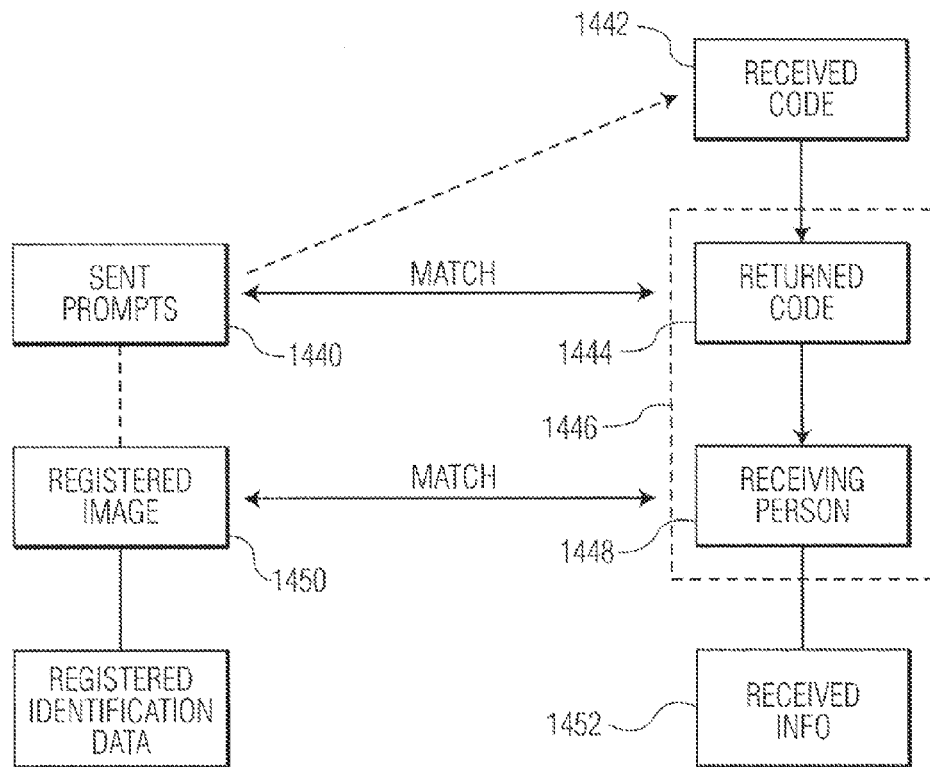 1442
RECEIVED
CODE
SENT
PROMPTS
1440
MATCH
RETURNED
CODE
1444
1446
REGISTERED
IMAGE
1450
MATCH
RECEIVING
PERSON
1448
REGISTERED
IDENTIFICATION
DATA
RECEIVED
INFO
1452